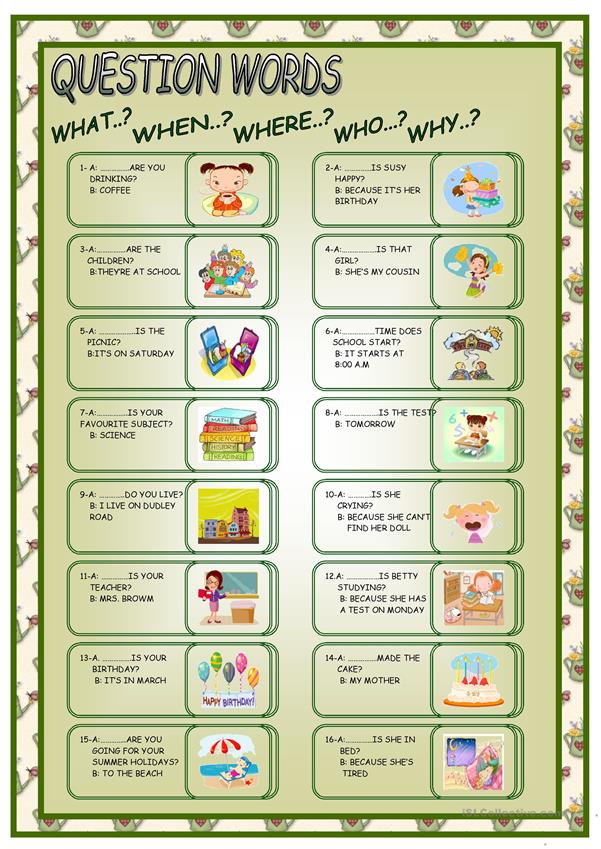 QUESTION WORDS
WHAT..? WHEN..? WHERE..? WHO...? WHY..?
1- A: ...............ARE YOU
DRINKING?
B: COFFEE
2-A: ...............IS SUSY
HAPPY?
B: BECAUSE IT'S HER
BIRTHDAY
3-A:...............ARE THE
CHILDREN?
B:THEY'RE AT SCHOOL
4-A:...............IS THAT
GIRL?
B: SHE'S MY COUSIN
5-A: ..................IS THE
PICNIC?
B:IT'S ON SATURDAY
6-A:................TIME DOES
SCHOOL START?
B: IT STARTS AT
8:00 A.M
7-A:...............IS YOUR
FAVOURITE SUBJECT?
B: SCIENCE
MATH
READING
SCIENCE
HISTORY
READING
8-A: ................IS THE TEST?
B: TOMORROW
9-A: .............DO YOU LIVE?
B: I LIVE ON DUDLEY
ROAD
10-A:.............IS SHE
CRYING?
B: BECAUSE SHE CAN'T
FIND HER DOLL
11-A: ..............IS YOUR
TEACHER?
B: MRS. BROWM
12.A: ..............IS BETTY
STUDYING?
B: BECAUSE SHE HAS
A TEST ON MONDAY
13-A. ..............IS YOUR
BIRTHDAY?
B: IT'S IN MARCH
HAPPY BIRTHDAY!
14-A: ...............MADE THE
CAKE?
B: MY MOTHER
15-A:.............ARE YOU
GOING FOR YOUR
SUMMER HOLIDAYS?
B: TO THE BEACH
16-A:.............IS SHE IN
BED?
B: BECAUSE SHE'S
TIRED
iSLCollective.com